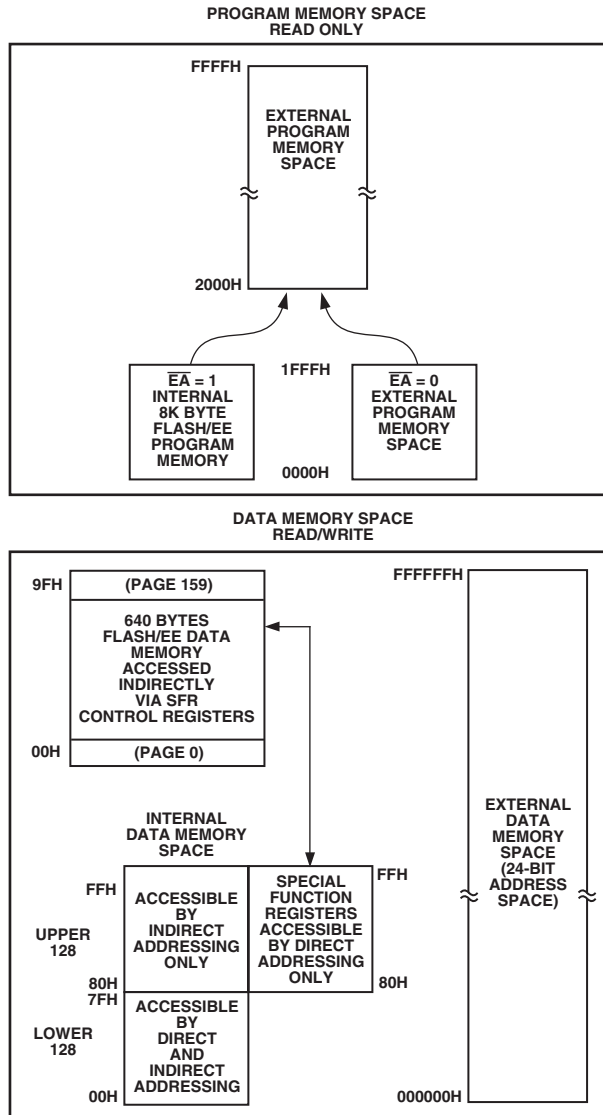 PROGRAM MEMORY SPACE
READ ONLY
FFFFH
EXTERNAL
PROGRAM
MEMORY
SPACE
2000H
EA = 1
INTERNAL
8K BYTE
FLASH/EE
PROGRAM
MEMORY
1FFFH
0000H
EA = 0
EXTERNAL
PROGRAM
MEMORY
SPACE
DATA MEMORY SPACE
READ/WRITE
9FH
(PAGE 159)
640 BYTES
FLASH/EE DATA
MEMORY
ACCESSED
INDIRECTLY
VIA SFR
CONTROL REGISTERS
00H
(PAGE 0)
INTERNAL
DATA MEMORY
SPACE
FFH
UPPER
128
80H
ACCESSIBLE
BY
INDIRECT
ADDRESSING
ONLY
SPECIAL
FUNCTION
REGISTERS
ACCESSIBLE
BY DIRECT
ADDRESSING
ONLY
FFH
80H
7FH
LOWER
128
00H
ACCESSIBLE
BY
DIRECT
AND
INDIRECT
ADDRESSING
FFFFFFH
EXTERNAL
DATA
MEMORY
SPACE
(24-BIT
ADDRESS
SPACE)
000000H